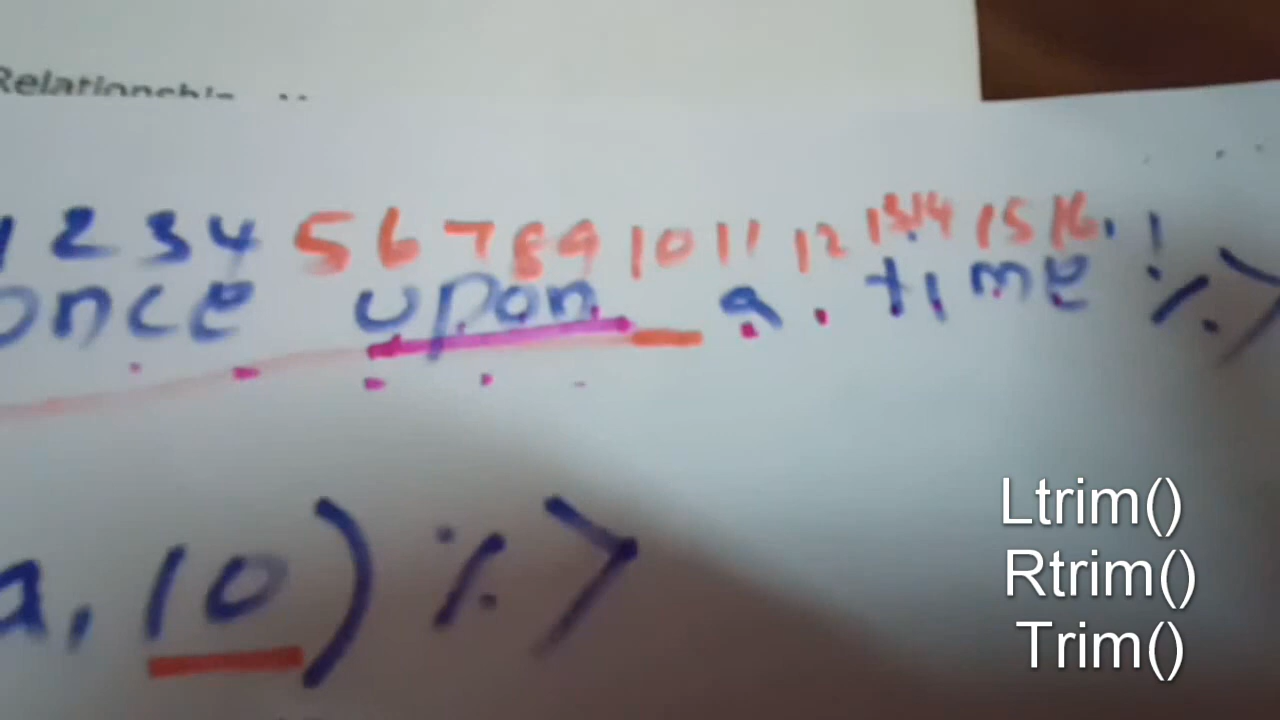 Relationship
1 2 3 4 5 6 7 8 9 10 11 12 13 14 15 16
once upon a time" %>
a, 10) %>
Ltrim()
Rtrim()
Trim()